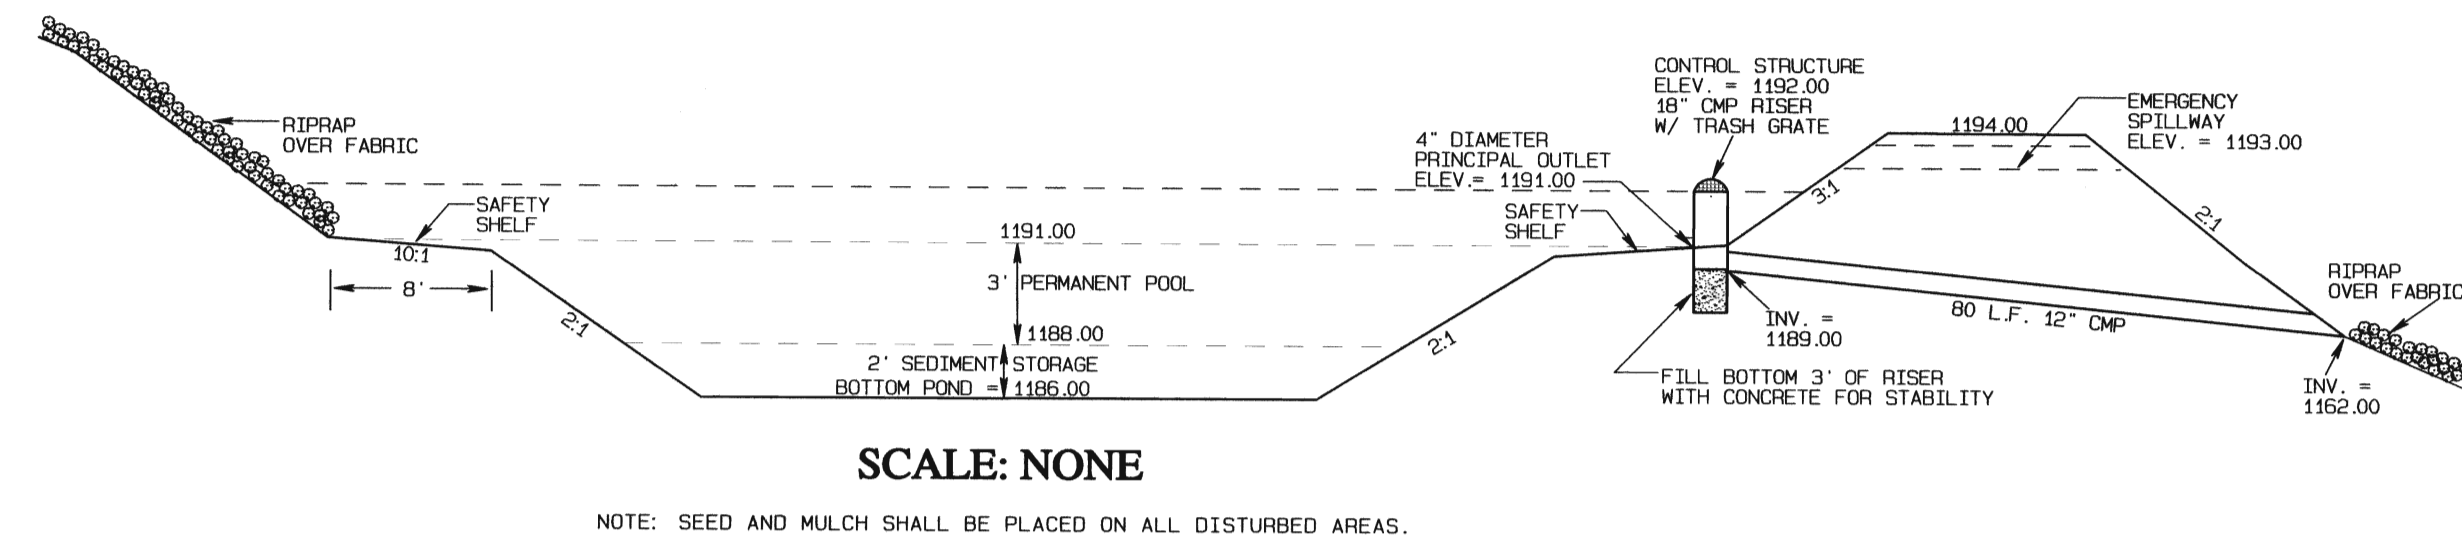 RIPRAP
OVER FABRIC
SAFETY
SHELF
10:1
8'
2:1
1191.00
3' PERMANENT POOL
1188.00
2' SEDIMENT STORAGE
BOTTOM POND = 1186.00
2:1
4" DIAMETER
PRINCIPAL OUTLET
ELEV.= 1191.00
SAFETY
SHELF
CONTROL STRUCTURE
ELEV. = 1192.00
18" CMP RISER
W/ TRASH GRATE
3:1
1194.00
EMERGENCY
SPILLWAY
ELEV. = 1193.00
2:1
RIPRAP
OVER FABRIC
INV. =
1189.00
80 L.F. 12" CMP
FILL BOTTOM 3' OF RISER
WITH CONCRETE FOR STABILITY
INV. =
1162.00
SCALE: NONE
NOTE: SEED AND MULCH SHALL BE PLACED ON ALL DISTURBED AREAS.